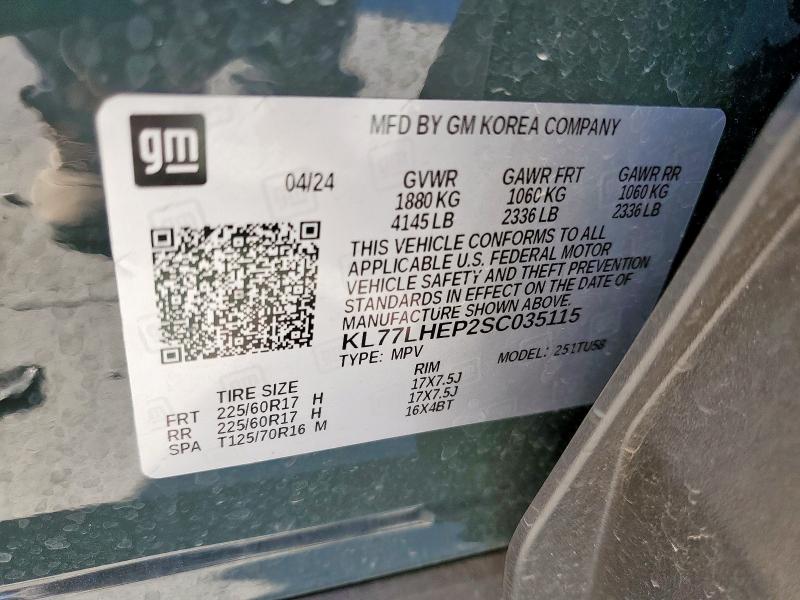 gm
MFD BY GM KOREA COMPANY
04/24
GVWR
1880 KG
4145 LB
GAWR FRT
1060 KG
2336 LB
GAWR RR
1060 KG
2336 LB
THIS VEHICLE CONFORMS TO ALL
APPLICABLE U.S. FEDERAL MOTOR
VEHICLE SAFETY AND THEFT PREVENTION
STANDARDS IN EFFECT ON THE DATE OF
MANUFACTURE SHOWN ABOVE.
KL77LHEP2SC035115
TYPE: MPV MODEL: 251TU58
TIRE SIZE RIM
FRT 225/60R17 H 17X7.5J
RR 225/60R17 H 17X7.5J
SPA T125/70R16 M 16X4BT